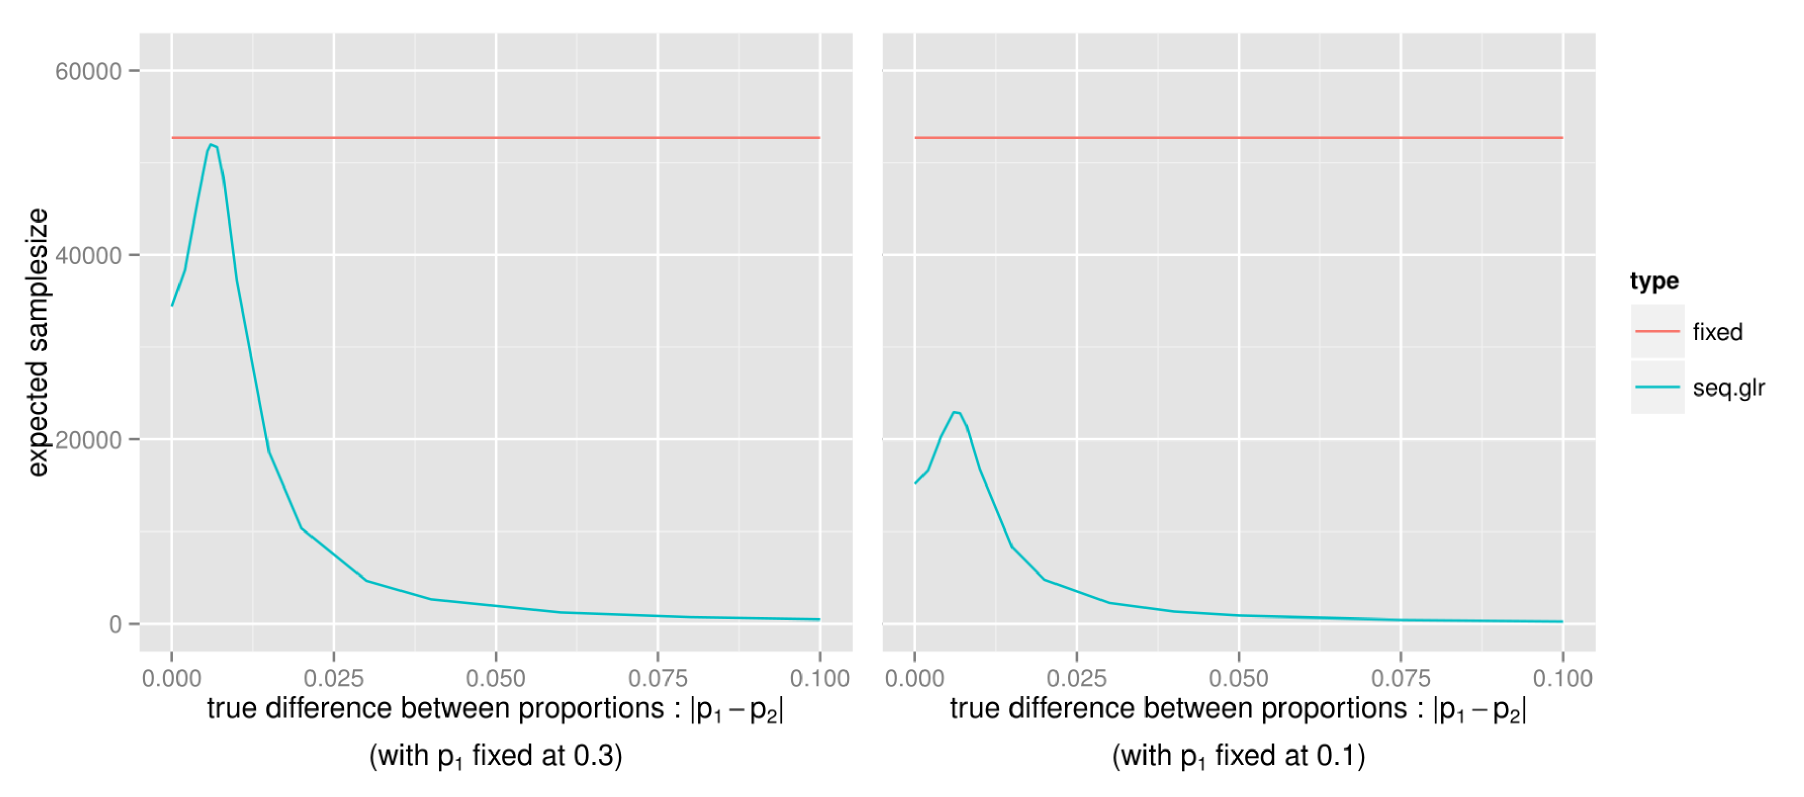 expected samplesize
60000
40000
20000
0
0.000 0.025 0.050 0.075 0.100
true difference between proportions : |p₁ − p₂|
(with p₁ fixed at 0.3)
0.000 0.025 0.050 0.075 0.100
true difference between proportions : |p₁ − p₂|
(with p₁ fixed at 0.1)
type
fixed
seq.glr